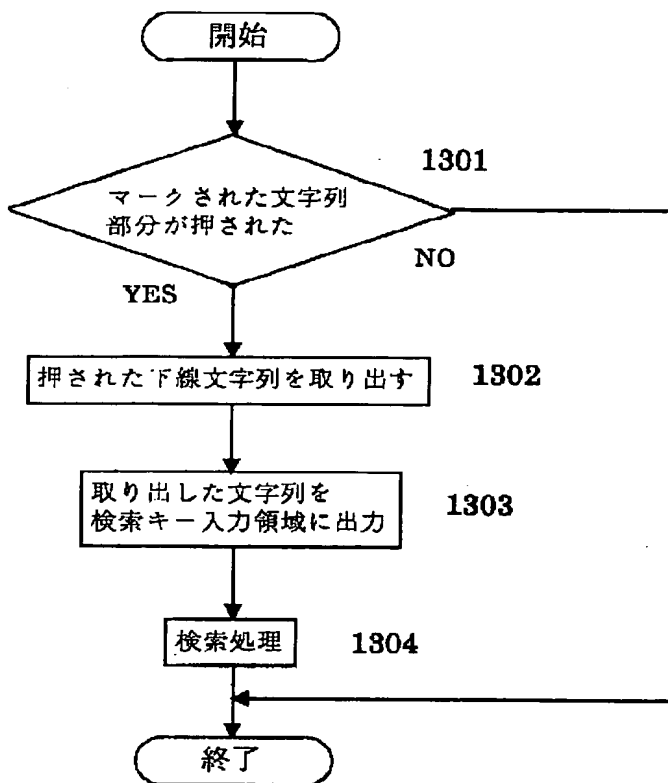 開始
1301
マークされた文字列
部分が押された
NO
YES
押された下線文字列を取り出す
1302
取り出した文字列を
検索キー入力領域に出力
1303
検索処理
1304
終了